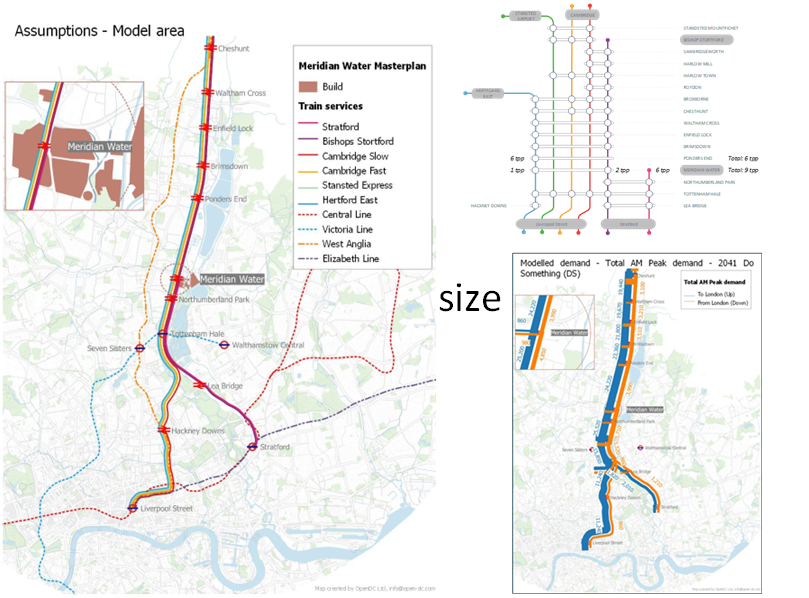 Assumptions - Model area
Cheshunt
Waltham Cross
Enfield Lock
Brimsdown
Ponders End
Meridian Water
Meridian Water
Northumberland Park
Tottenham Hale
Seven Sisters
Walthamstow Central
Lea Bridge
Hackney Downs
Stratford
Liverpool Street
Map created by OpenDC Ltd, info@open-dc.com
Meridian Water Masterplan
Build
Train services
Stratford
Bishops Stortford
Cambridge Slow
Cambridge Fast
Stansted Express
Hertford East
Central Line
Victoria Line
West Anglia
Elizabeth Line
size
STANSTED
AIRPORT
CAMBRIDGE
STANSTED MOUNTFICHET
BISHOP STORTFORD
SAWBRIDGEWORTH
HARLOW MILL
HARLOW TOWN
ROYDON
HERTFORD
EAST
BROXBORNE
CHESTHUNT
WALTHAM CROSS
ENFIELD LOCK
BRIMSDOWN
6 tpp
PONDERS END
Total: 6 tpp
1 tpp
2 tpp
6 tpp
MERIDIAN WATER
Total: 9 tpp
NORTHUMBERLAND PARK
TOTTENHAM HALE
HACKNEY DOWNS
LEA BRIDGE
Liverpool Street
Stratford
Modelled demand - Total AM Peak demand - 2041 Do
Something (DS)
Total AM Peak demand
To London (Up)
From London (Down)
Cheshunt
Waltham Cross
Enfield Lock
Brimsdown
Ponders End
Meridian Water
Meridian Water
Northumberland Park
Seven Sisters
Walthamstow Central
Lea Bridge
Hackney Downs
Stratford
Liverpool Street